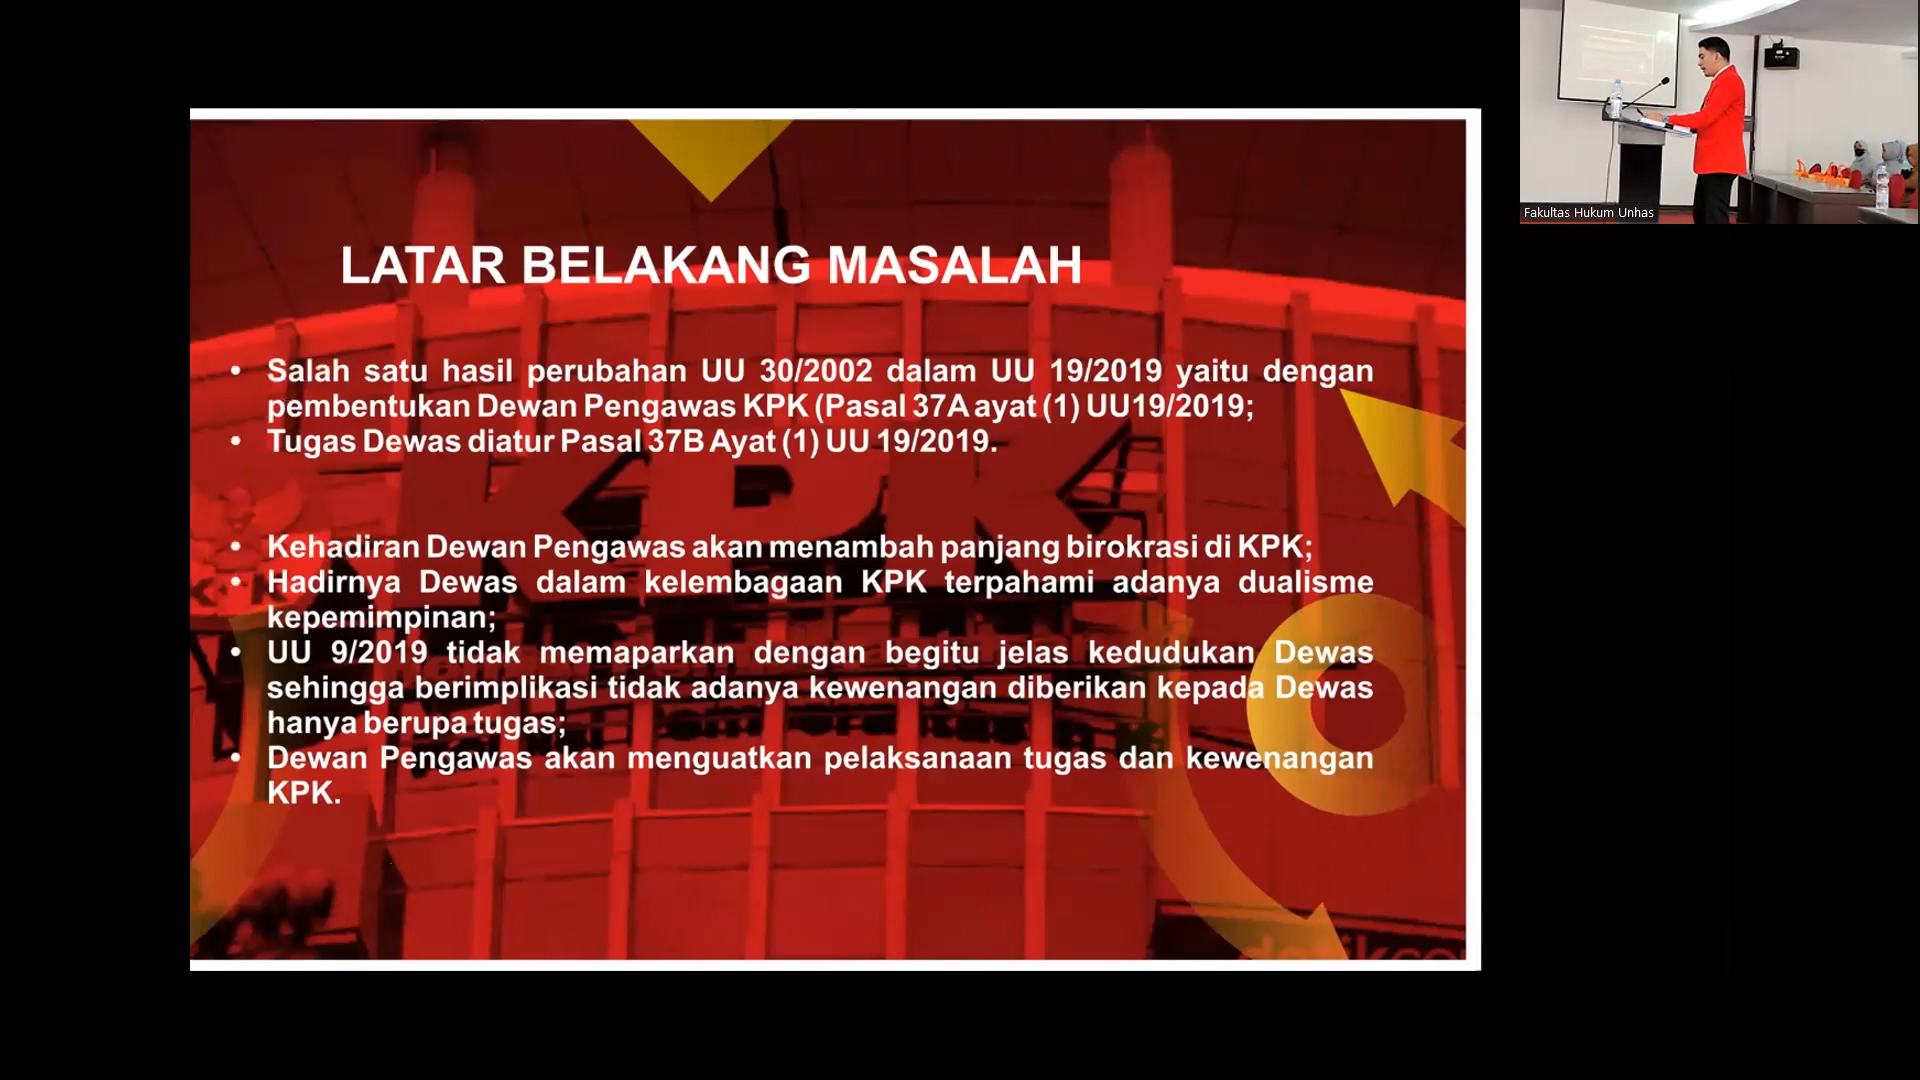 LATAR BELAKANG MASALAH
• Salah satu hasil perubahan UU 30/2002 dalam UU 19/2019 yaitu dengan
pembentukan Dewan Pengawas KPK (Pasal 37A ayat (1) UU19/2019;
• Tugas Dewas diatur Pasal 37B Ayat (1) UU 19/2019.
• Kehadiran Dewan Pengawas akan menambah panjang birokrasi di KPK;
• Hadirnya Dewas dalam kelembagaan KPK terpahami adanya dualisme
kepemimpinan;
• UU 9/2019 tidak memaparkan dengan begitu jelas kedudukan Dewas
sehingga berimplikasi tidak adanya kewenangan diberikan kepada Dewas
hanya berupa tugas;
• Dewan Pengawas akan menguatkan pelaksanaan tugas dan kewenangan
KPK.
KPK
Fakultas Hukum Unhas